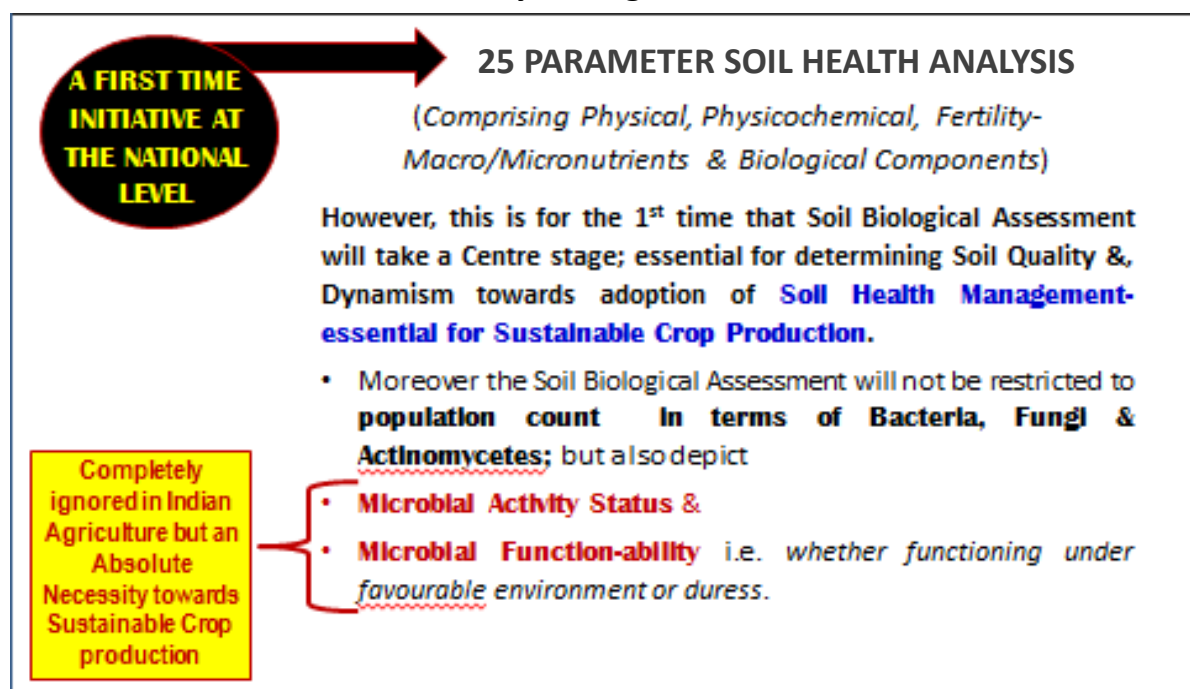 A FIRST TIME
INITIATIVE AT
THE NATIONAL
LEVEL
25 PARAMETER SOIL HEALTH ANALYSIS
(Comprising Physical, Physicochemical, Fertility-
Macro/Micronutrients & Biological Components)
However, this is for the 1st time that Soil Biological Assessment
will take a Centre stage; essential for determining Soil Quality &,
Dynamism towards adoption of Soil Health Management-
essential for Sustainable Crop Production.
• Moreover the Soil Biological Assessment will not be restricted to
population count in terms of Bacteria, Fungi &
Actinomycetes; but also depict
• Microbial Activity Status &
• Microbial Function-ability i.e. whether functioning under
favourable environment or duress.
Completely
ignored in Indian
Agriculture but an
Absolute
Necessity towards
Sustainable Crop
production